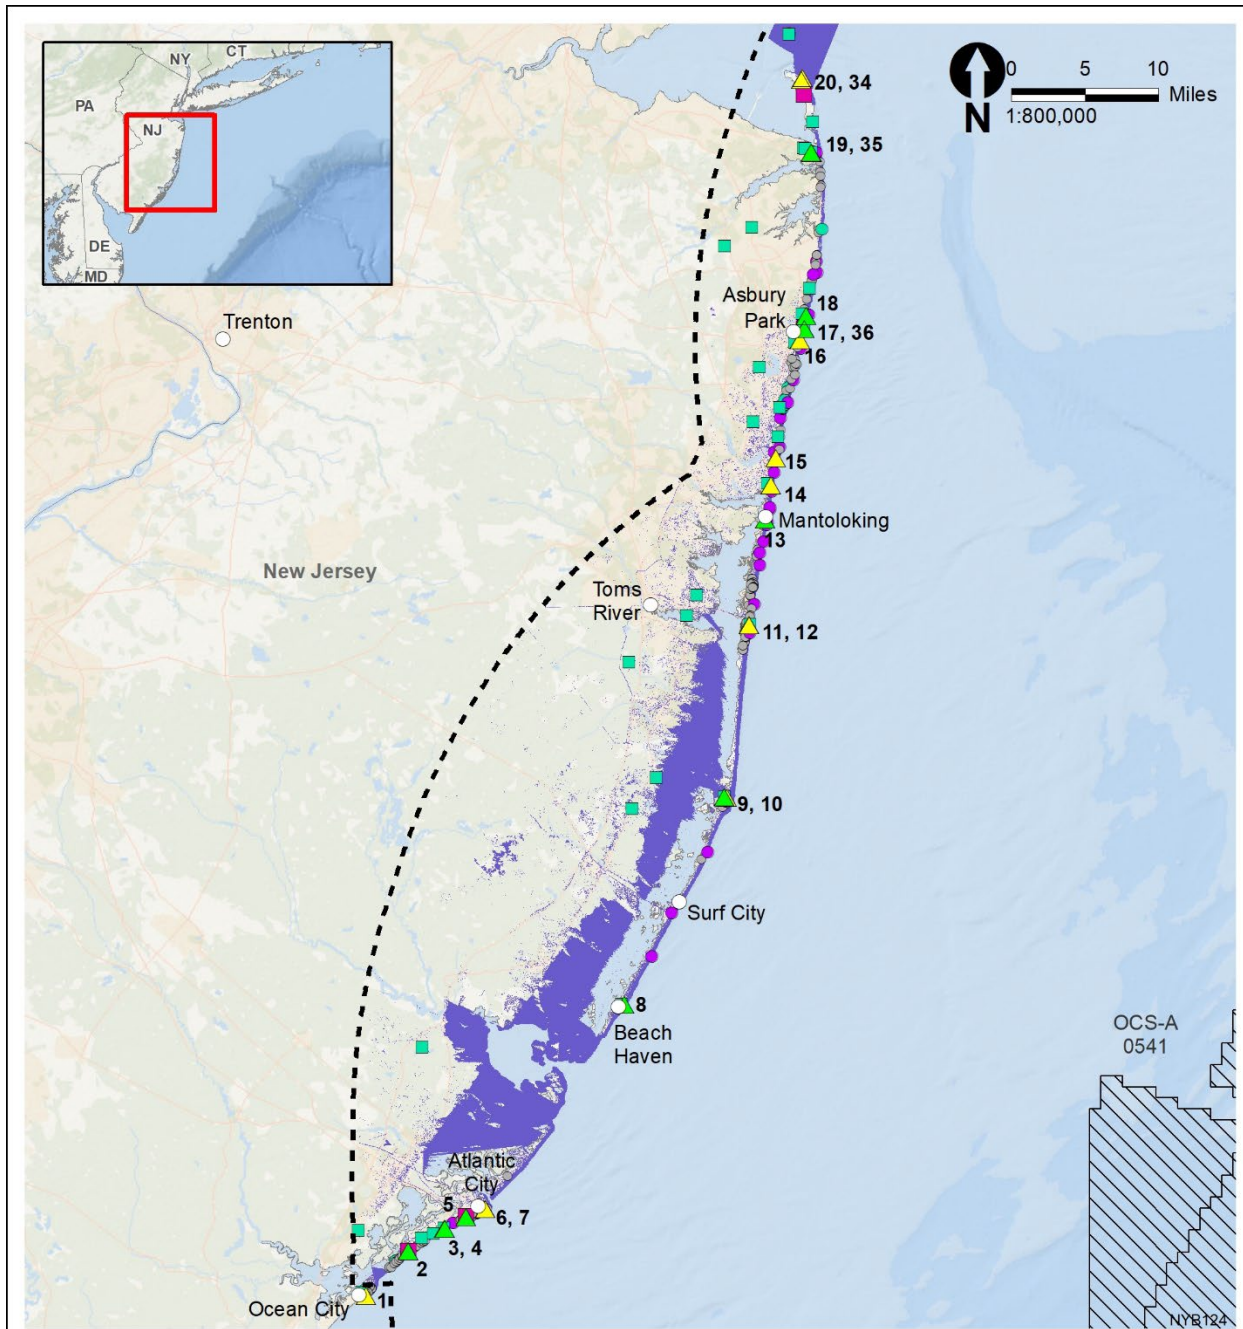 NY
CT
PA
NJ
DE
MD
N
0 5 10
Miles
1:800,000
20, 34
19, 35
Asbury
Park
18
17, 36
16
Trenton
15
14
Mantoloking
13
New Jersey
Toms
River
11, 12
9, 10
Surf City
8
Beach
Haven
OCS-A
0541
Atlantic
City
5
6, 7
3, 4
2
Ocean City
1
NYB124